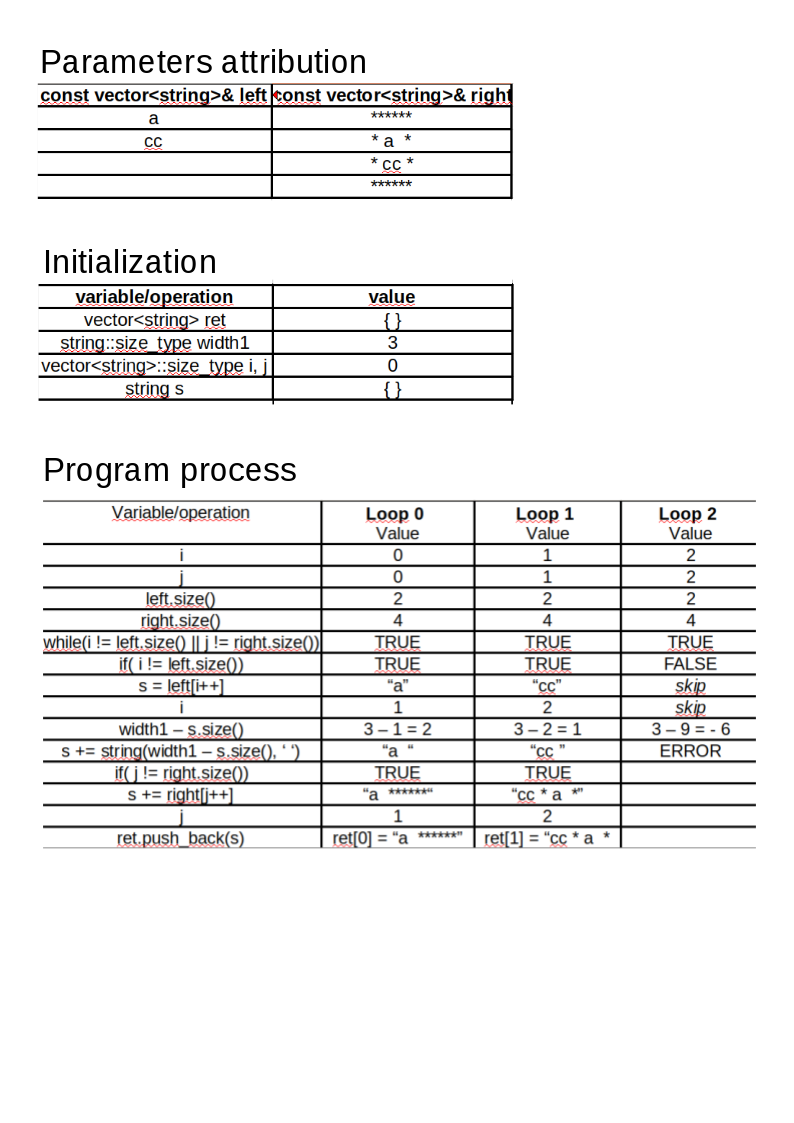 Parameters attribution
const vector<string>& left const vector<string>& right
a ******
cc * a  *
* cc *
******
Initialization
variable/operation value
vector<string> ret { }
string::size_type width1 3
vector<string>::size_type i, j 0
string s { }
Program process
Variable/operation Loop 0 Loop 1 Loop 2
Value Value Value
i 0 1 2
j 0 1 2
left.size() 2 2 2
right.size() 4 4 4
while(i != left.size() || j != right.size()) TRUE TRUE TRUE
if( i != left.size()) TRUE TRUE FALSE
s = left[i++] “a” “cc” skip
i 1 2 skip
width1 – s.size() 3 – 1 = 2 3 – 2 = 1 3 – 9 = - 6
s += string(width1 – s.size(), ‘ ‘) “a  “ “cc ” ERROR
if( j != right.size()) TRUE TRUE
s += right[j++] “a  ******“ “cc * a  *”
j 1 2
ret.push_back(s) ret[0] = “a  ******” ret[1] = “cc * a  *